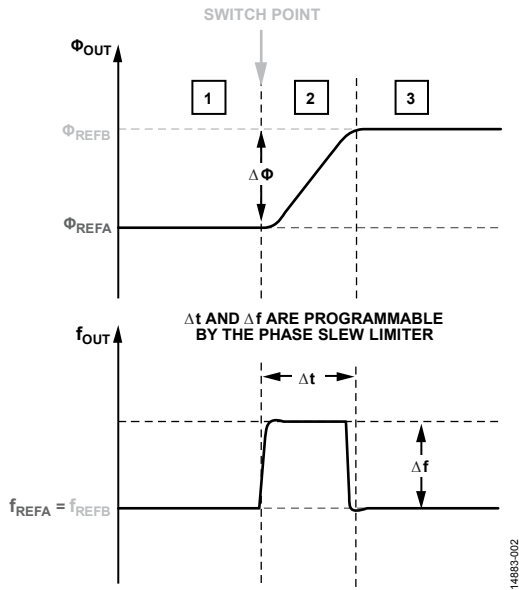 SWITCH POINT
ΦOUT
1
2
3
ΦREFB
ΔΦ
ΦREFA
Δt AND Δf ARE PROGRAMMABLE
BY THE PHASE SLEW LIMITER
fOUT
Δt
Δf
fREFA = fREFB
14883-002